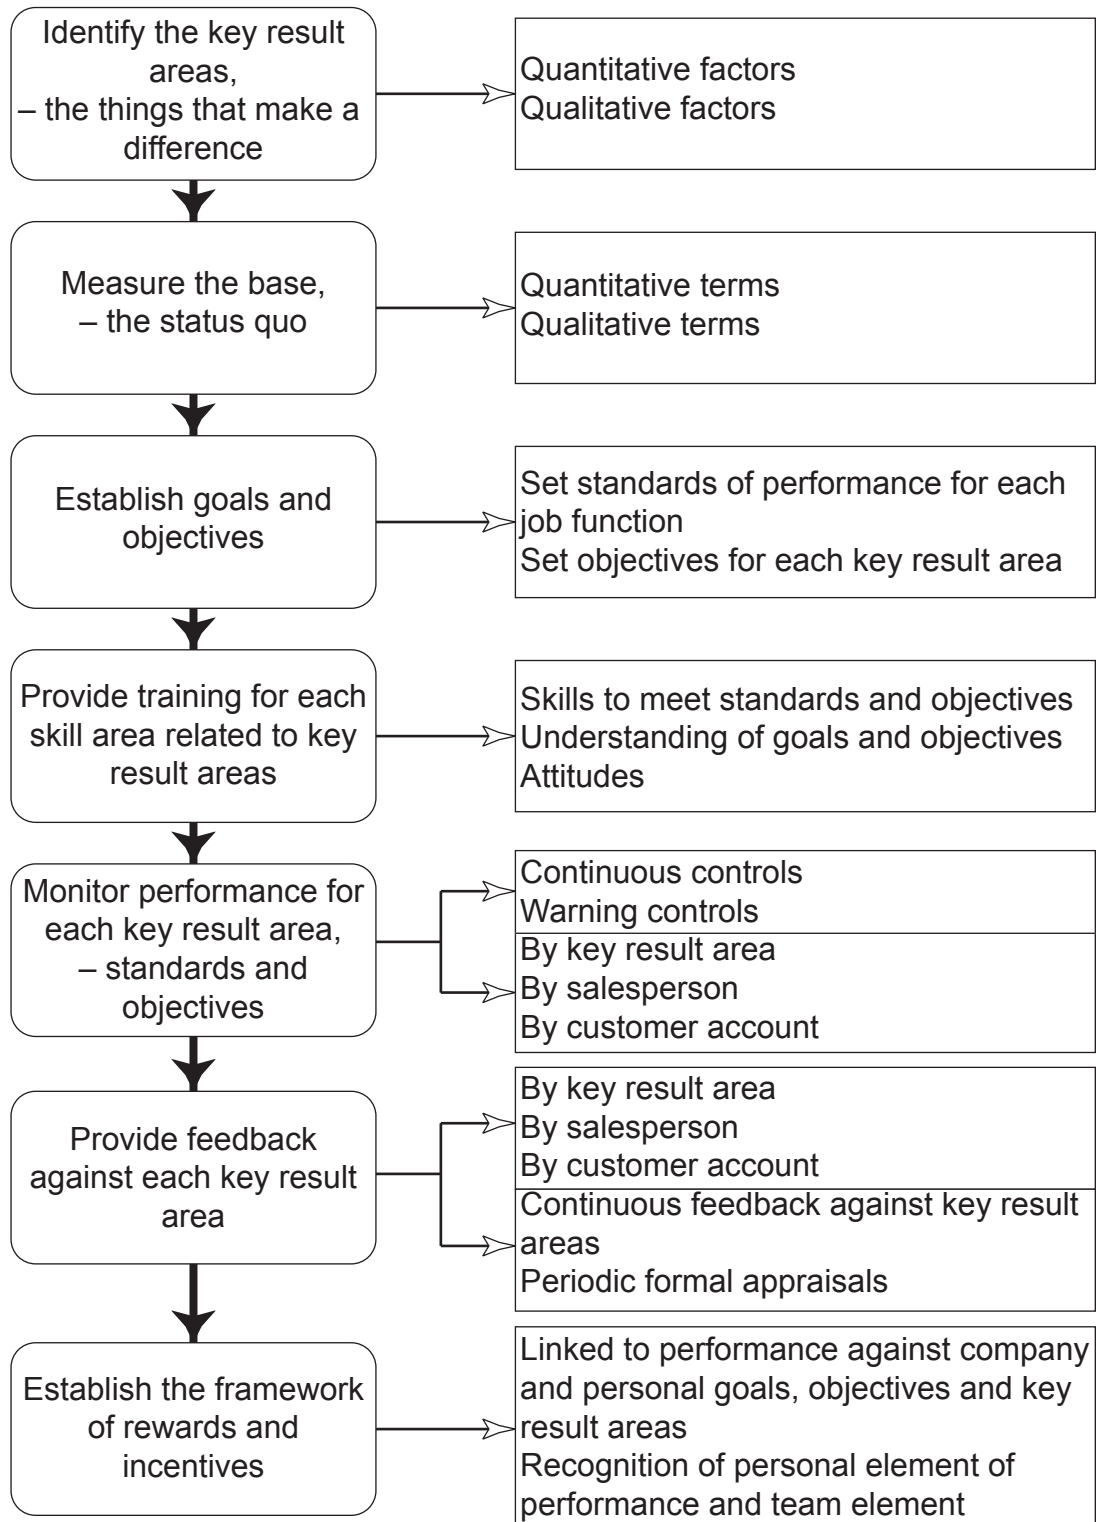 Identify the key result
areas,
– the things that make a
difference
Quantitative factors
Qualitative factors
Measure the base,
– the status quo
Quantitative terms
Qualitative terms
Establish goals and
objectives
Set standards of performance for each
job function
Set objectives for each key result area
Provide training for each
skill area related to key
result areas
Skills to meet standards and objectives
Understanding of goals and objectives
Attitudes
Monitor performance for
each key result area,
– standards and
objectives
Continuous controls
Warning controls
By key result area
By salesperson
By customer account
Provide feedback
against each key result
area
By key result area
By salesperson
By customer account
Continuous feedback against key result
areas
Periodic formal appraisals
Establish the framework
of rewards and
incentives
Linked to performance against company
and personal goals, objectives and key
result areas
Recognition of personal element of
performance and team element